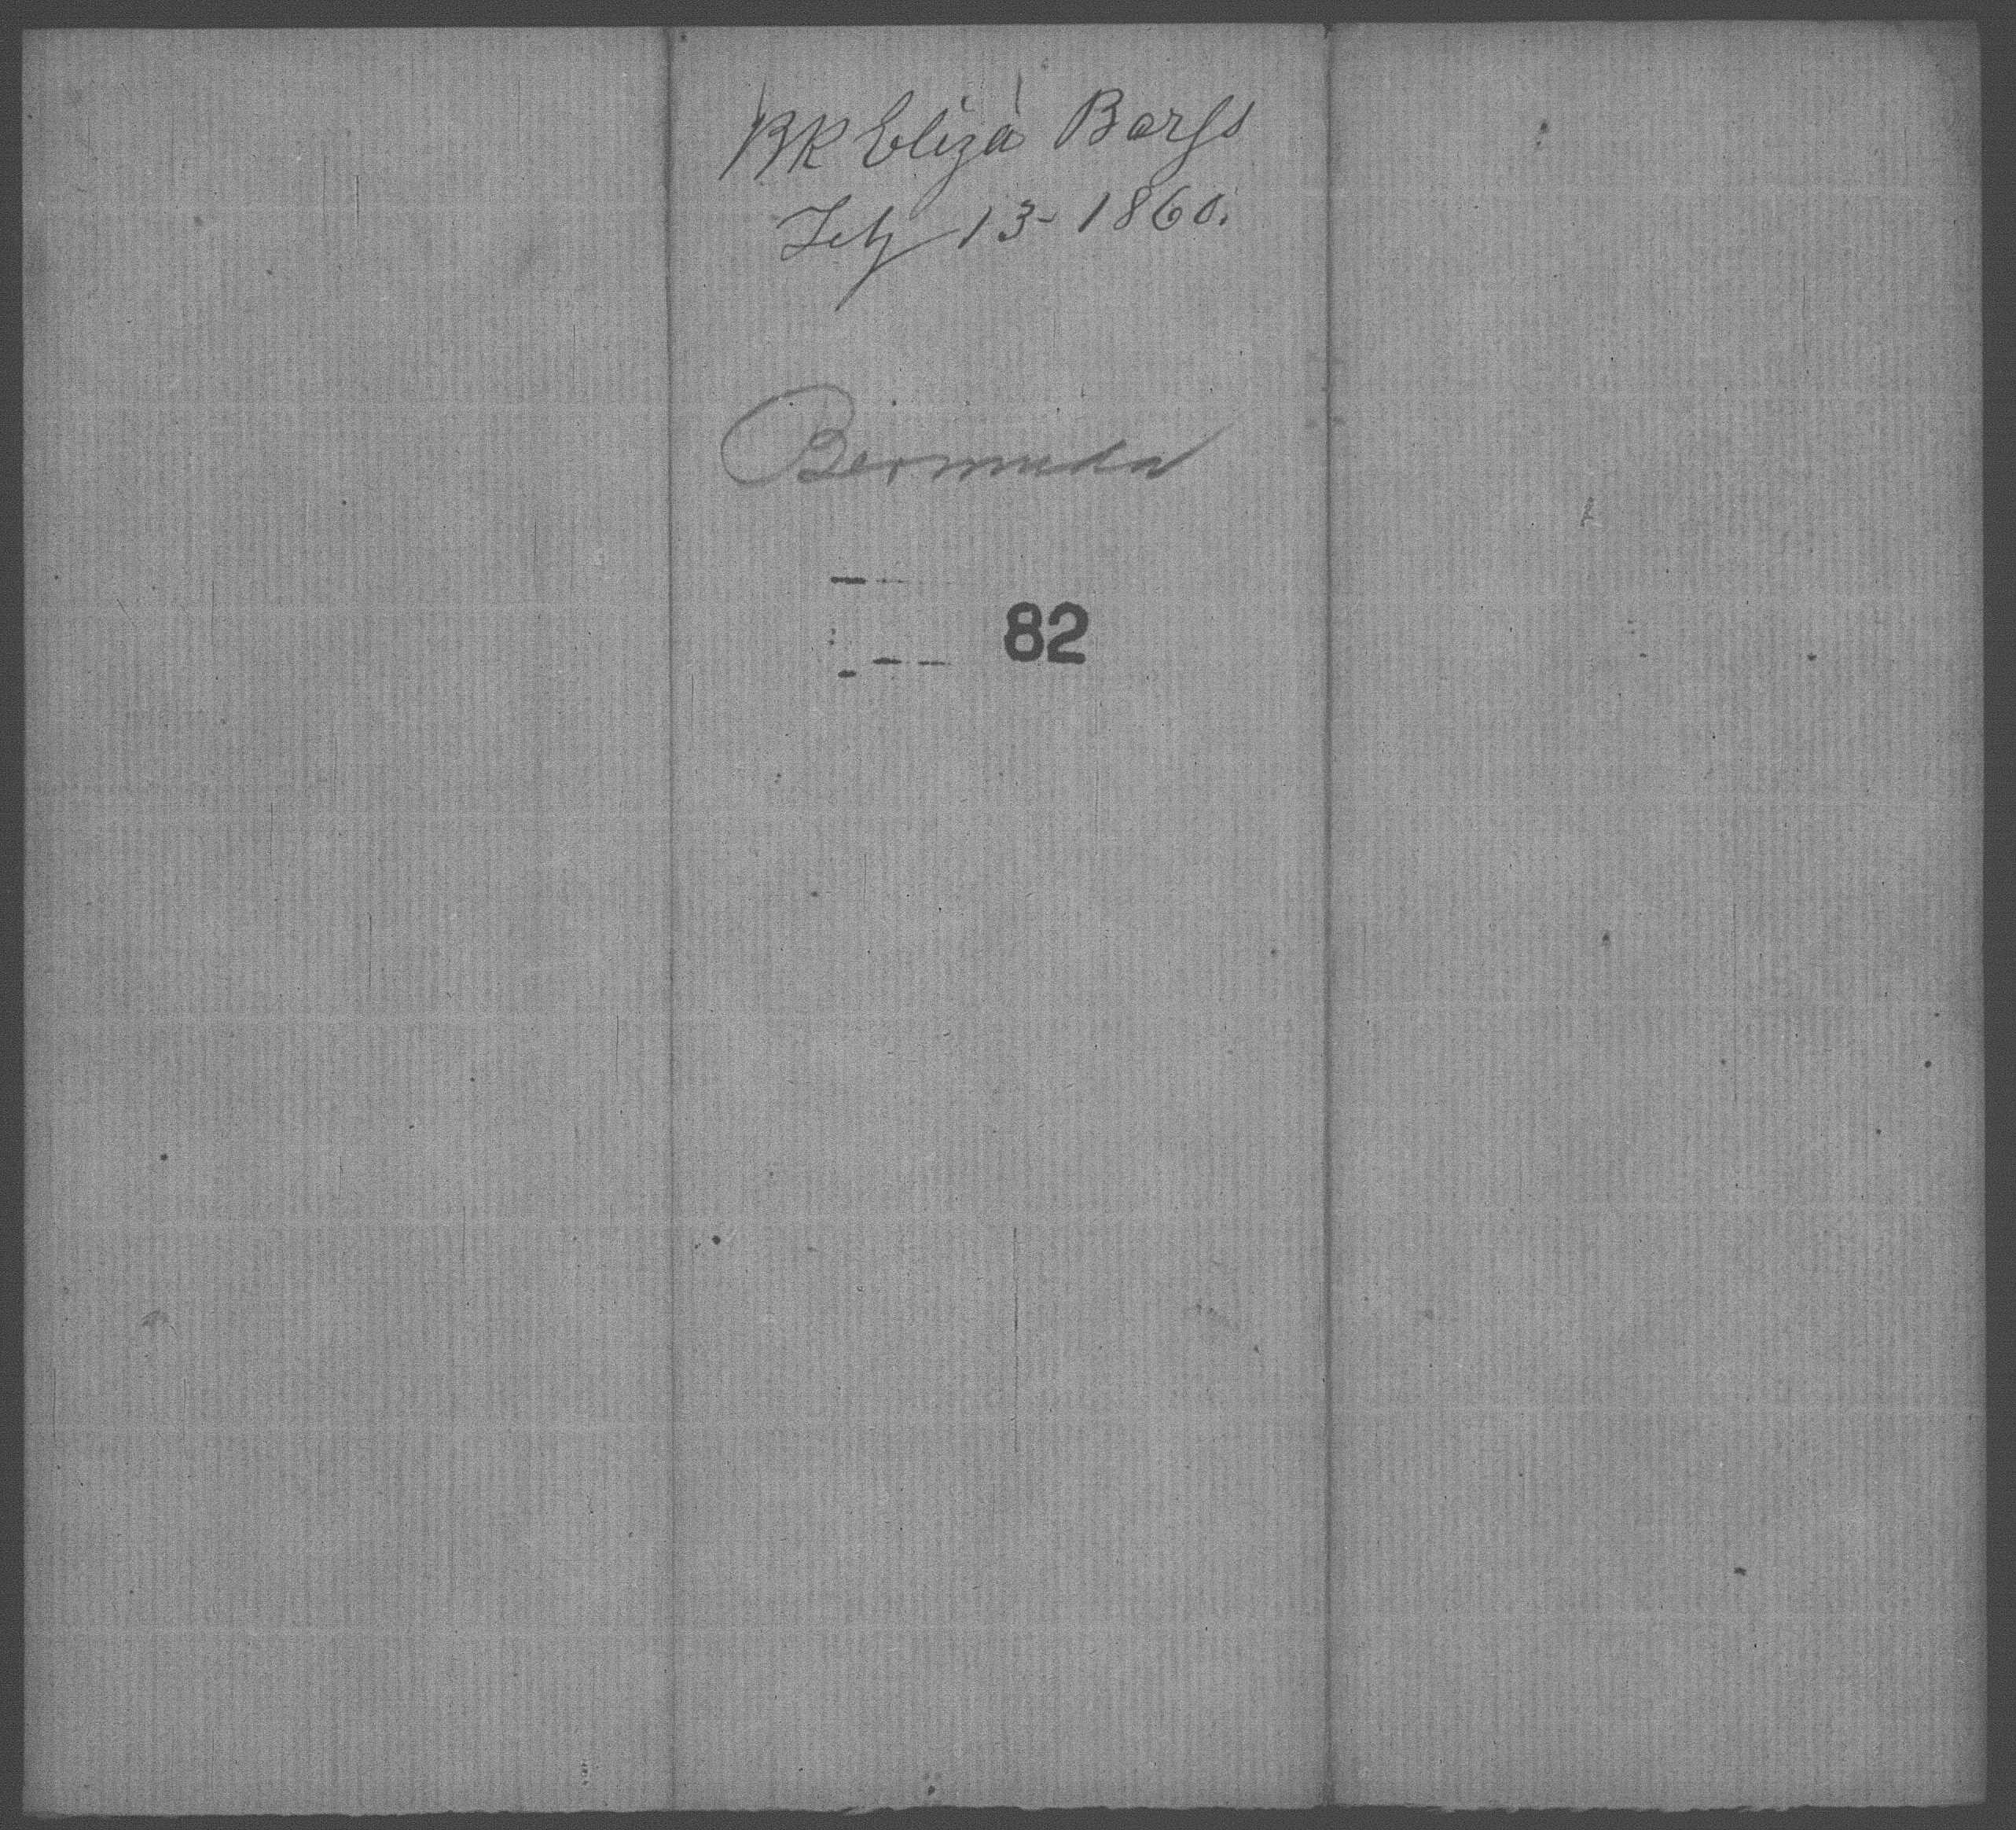 BK Eliza Barss
Feby 13 - 1860.
Bermuda
82